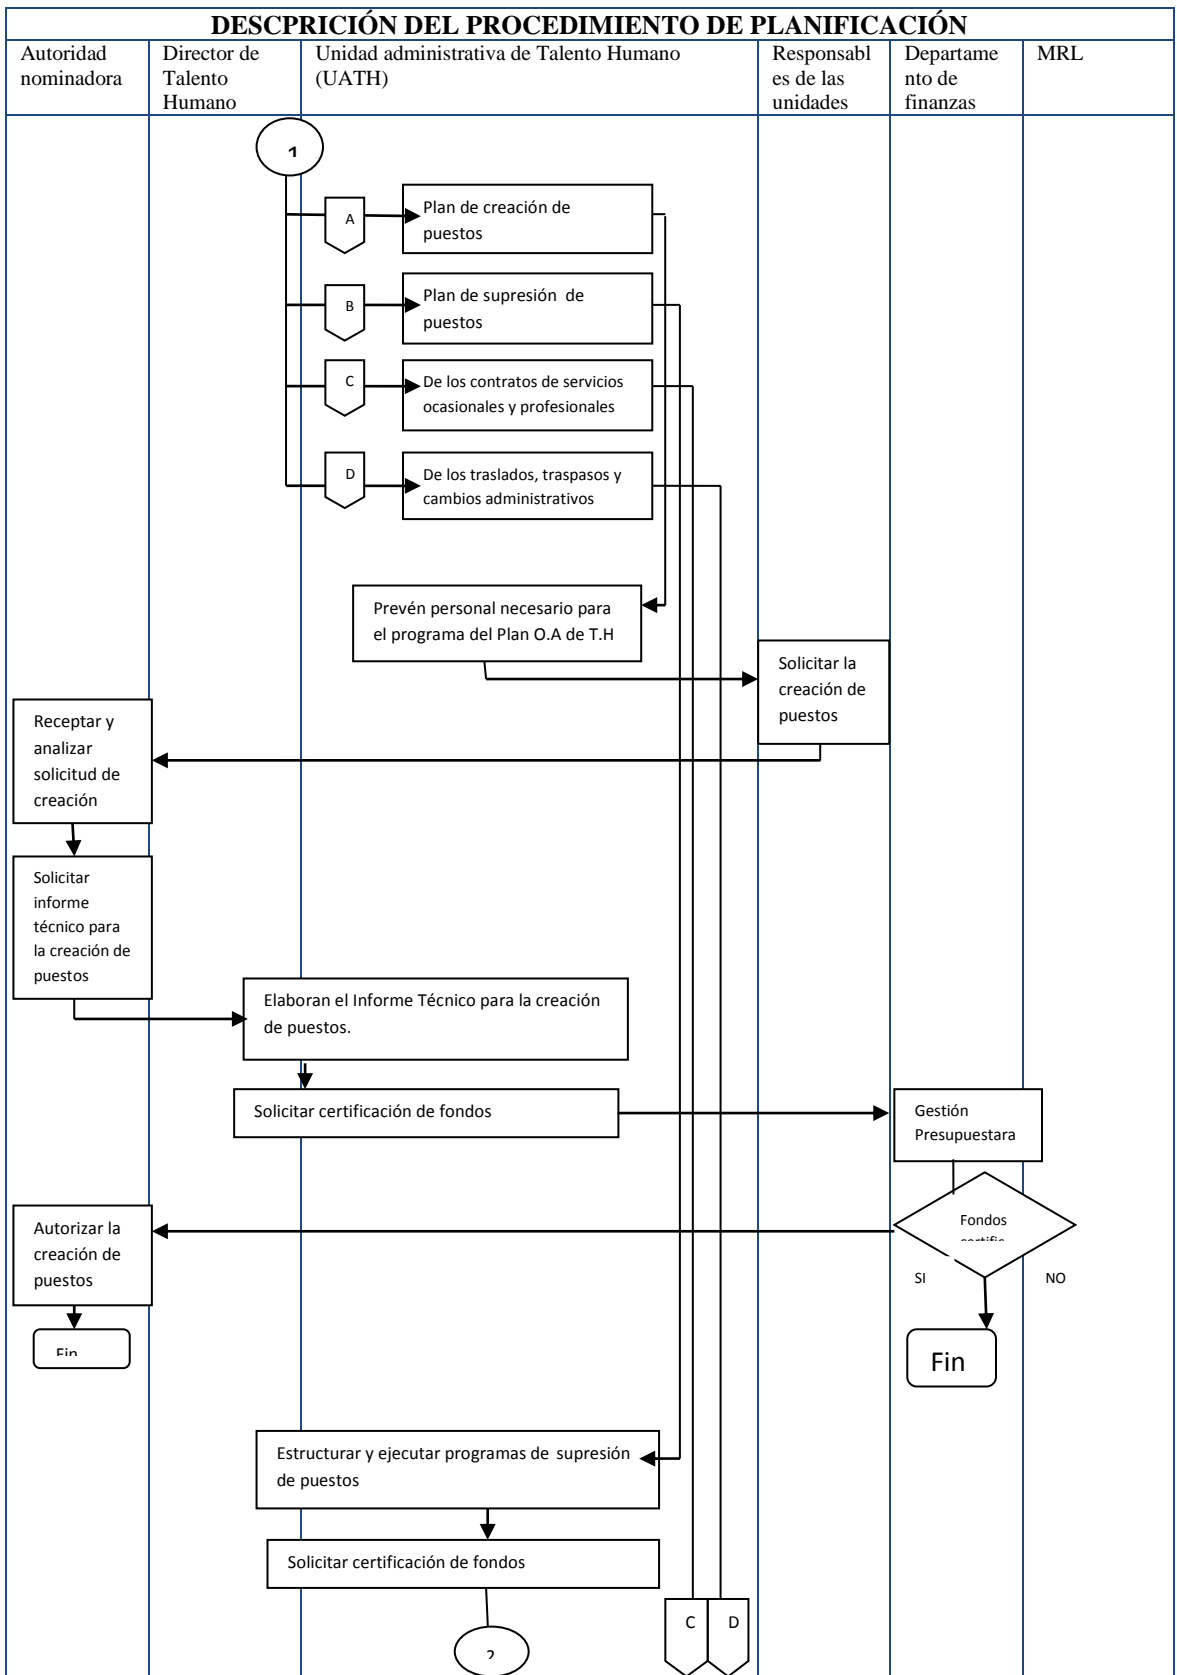 DESCPRICIÓN DEL PROCEDIMIENTO DE PLANIFICACIÓN
Autoridad
nominadora
Director de
Talento
Humano
Unidad administrativa de Talento Humano
(UATH)
Responsabl
es de las
unidades
Departame
nto de
finanzas
MRL
1
A
Plan de creación de
puestos
B
Plan de supresión de
puestos
C
De los contratos de servicios
ocasionales y profesionales
D
De los traslados, traspasos y
cambios administrativos
Prevén personal necesario para
el programa del Plan O.A de T.H
Solicitar la
creación de
puestos
Receptar y
analizar
solicitud de
creación
Solicitar
informe
técnico para
la creación de
puestos
Elaboran el Informe Técnico para la creación
de puestos.
Solicitar certificación de fondos
Gestión
Presupuestara
Fondos
SI
NO
Autorizar la
creación de
puestos
Fin
Fin
Estructurar y ejecutar programas de supresión
de puestos
Solicitar certificación de fondos
C
D
2